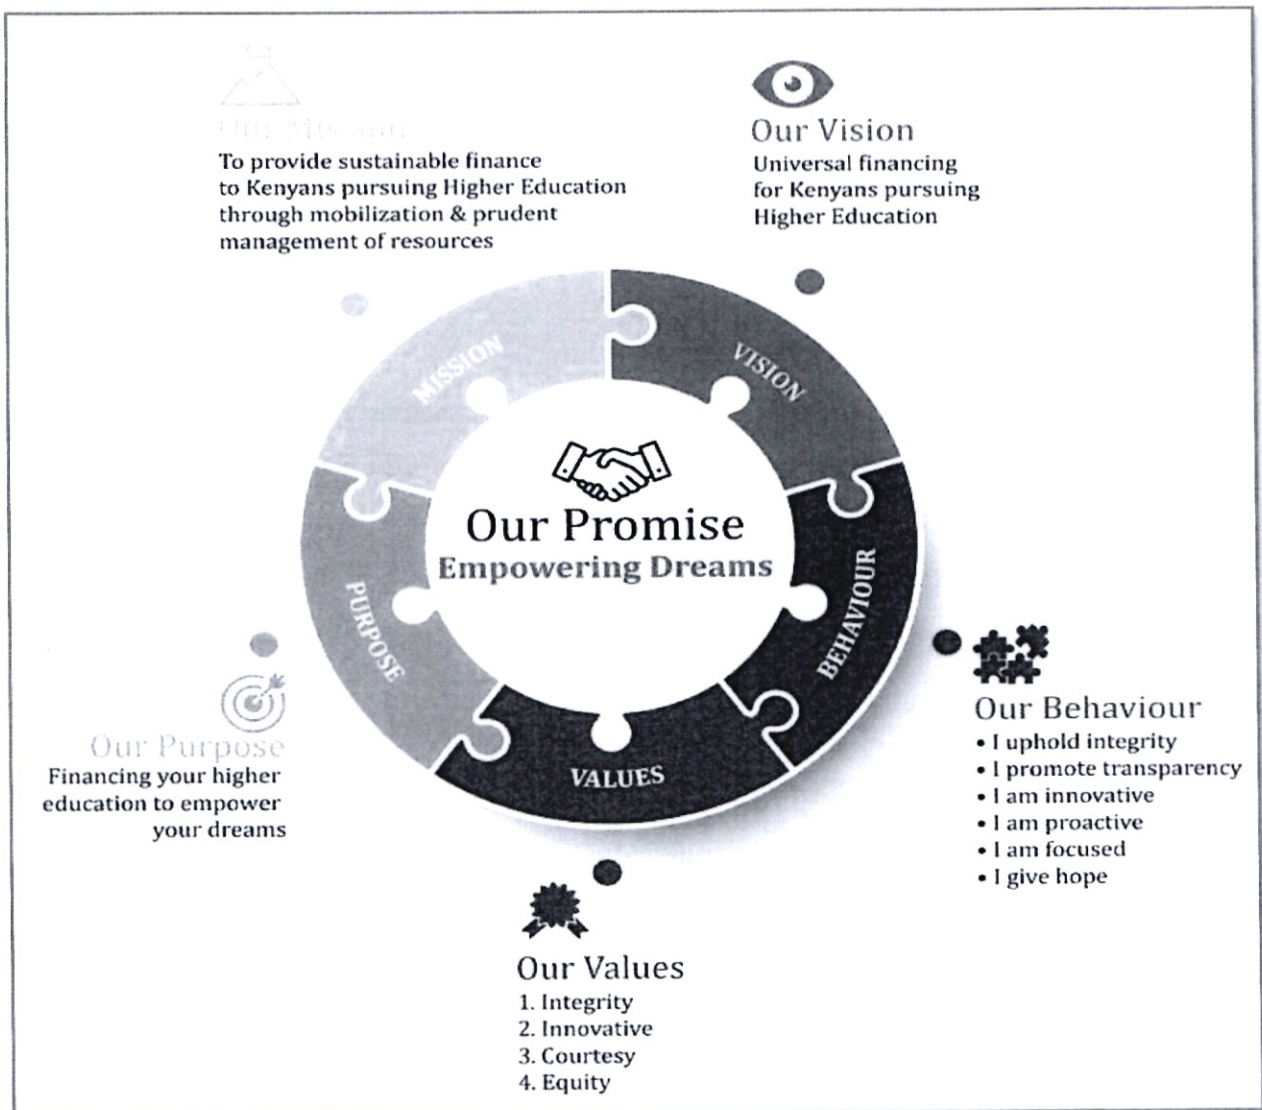 Our Mission
To provide sustainable finance
to Kenyans pursuing Higher Education
through mobilization & prudent
management of resources
Our Vision
Universal financing
for Kenyans pursuing
Higher Education
MISSION
VISION
Our Promise
Empowering Dreams
PURPOSE
BEHAVIOUR
VALUES
Our Purpose
Financing your higher
education to empower
your dreams
Our Behaviour
• I uphold integrity
• I promote transparency
• I am innovative
• I am proactive
• I am focused
• I give hope
Our Values
1. Integrity
2. Innovative
3. Courtesy
4. Equity